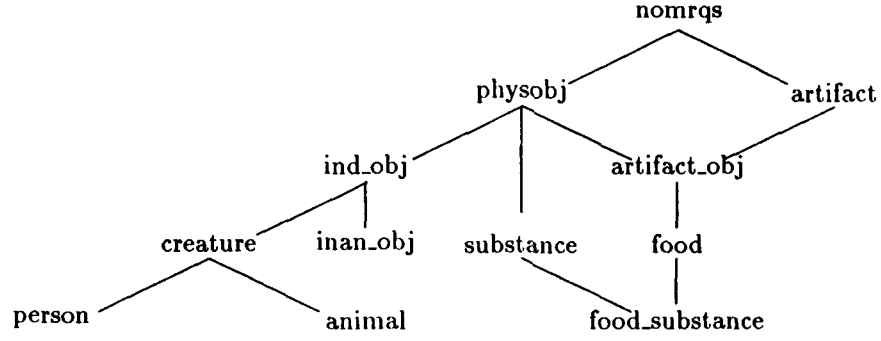 nomrqs
physobj artifact
ind_obj artifact_obj
creature inan_obj substance food
person animal food_substance